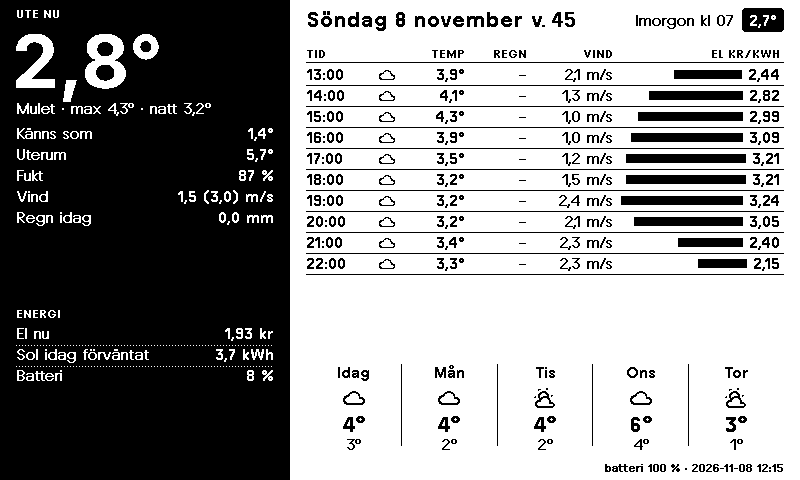 UTE NU
2,8°
Mulet · max 4,3° · natt 3,2°
Känns som 1,4°
Uterum 5,7°
Fukt 87 %
Vind 1,5 (3,0) m/s
Regn idag 0,0 mm
ENERGI
El nu 1,93 kr
Sol idag förväntat 3,7 kWh
Batteri 8 %
Söndag 8 november v. 45
Imorgon kl 07 2,7°
TID TEMP REGN VIND EL KR/KWH
13:00 3,9° – 2,1 m/s 2,44
14:00 4,1° – 1,3 m/s 2,82
15:00 4,3° – 1,0 m/s 2,99
16:00 3,9° – 1,0 m/s 3,09
17:00 3,5° – 1,2 m/s 3,21
18:00 3,2° – 1,5 m/s 3,21
19:00 3,2° – 2,4 m/s 3,24
20:00 3,2° – 2,1 m/s 3,05
21:00 3,4° – 2,3 m/s 2,40
22:00 3,3° – 2,3 m/s 2,15
Idag Mån Tis Ons Tor
4° 4° 4° 6° 3°
3° 2° 2° 4° 1°
batteri 100 % · 2026-11-08 12:15